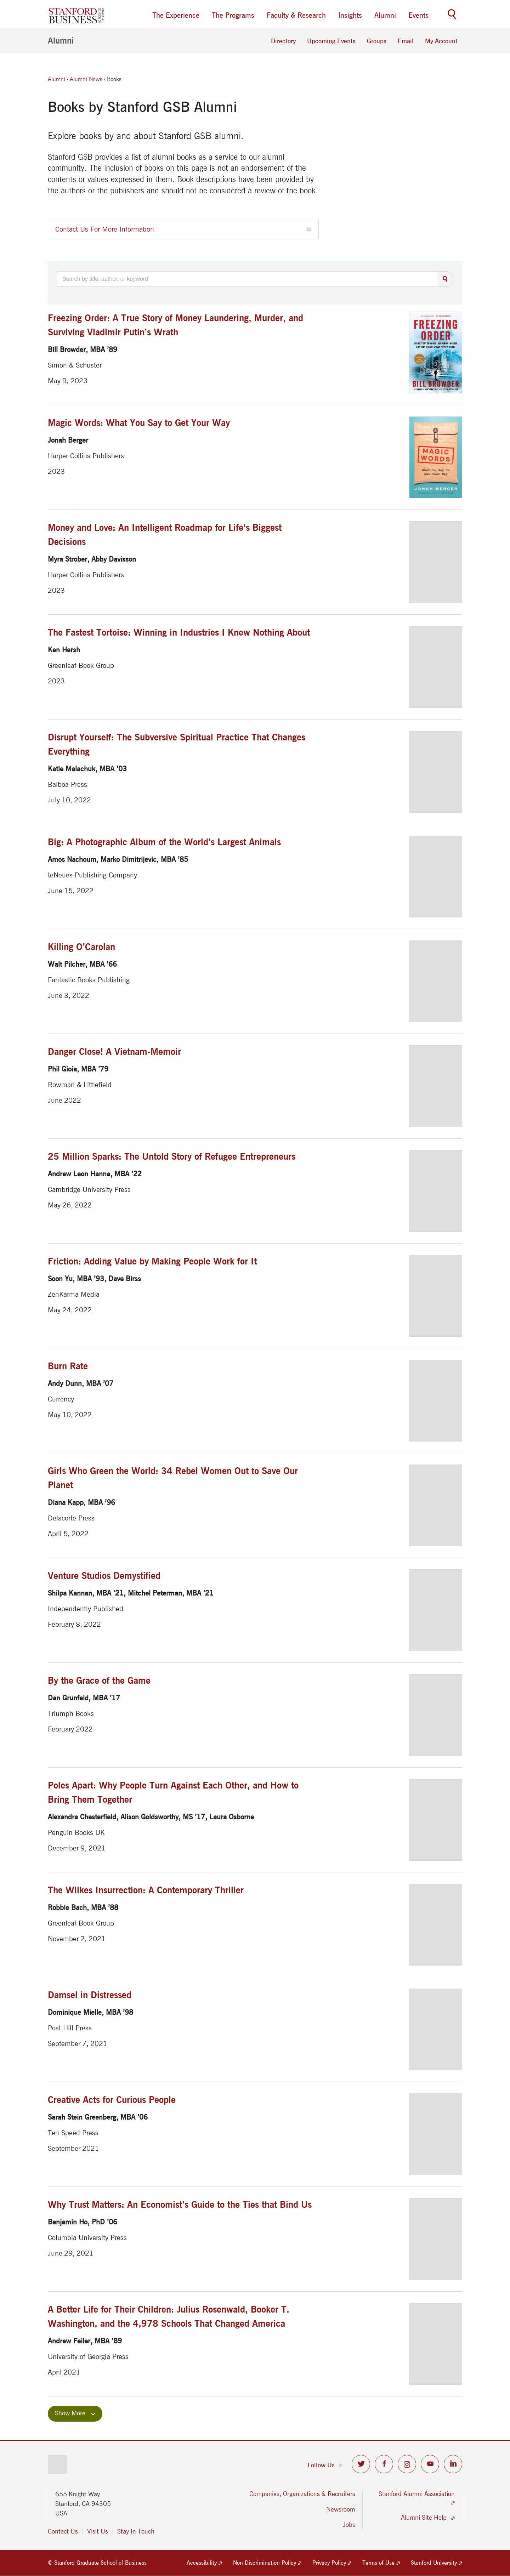 STANFORD
BUSINESS
The Experience The Programs Faculty & Research Insights Alumni Events
Alumni
Directory Upcoming Events Groups Email My Account
Alumni › Alumni News › Books
Books by Stanford GSB Alumni
Explore books by and about Stanford GSB alumni.
Stanford GSB provides a list of alumni books as a service to our alumni
community. The inclusion of books on this page is not an endorsement of the
contents or values expressed in them. Book descriptions have been provided by
the authors or the publishers and should not be considered a review of the book.
Contact Us For More Information
Search by title, author, or keyword
Freezing Order: A True Story of Money Laundering, Murder, and
Surviving Vladimir Putin's Wrath
Bill Browder, MBA '89
Simon & Schuster
May 9, 2023
FREEZING
ORDER
BILL BROWDER
Magic Words: What You Say to Get Your Way
Jonah Berger
Harper Collins Publishers
2023
MAGIC
WORDS
JONAH BERGER
Money and Love: An Intelligent Roadmap for Life's Biggest
Decisions
Myra Strober, Abby Davisson
Harper Collins Publishers
2023
The Fastest Tortoise: Winning in Industries I Knew Nothing About
Ken Hersh
Greenleaf Book Group
2023
Disrupt Yourself: The Subversive Spiritual Practice That Changes
Everything
Katie Malachuk, MBA '03
Balboa Press
July 10, 2022
Big: A Photographic Album of the World's Largest Animals
Amos Nachoum, Marko Dimitrijevic, MBA '85
teNeues Publishing Company
June 15, 2022
Killing O'Carolan
Walt Pilcher, MBA '66
Fantastic Books Publishing
June 3, 2022
Danger Close! A Vietnam-Memoir
Phil Gioia, MBA '79
Rowman & Littlefield
June 2022
25 Million Sparks: The Untold Story of Refugee Entrepreneurs
Andrew Leon Hanna, MBA '22
Cambridge University Press
May 26, 2022
Friction: Adding Value by Making People Work for It
Soon Yu, MBA '93, Dave Birss
ZenKarma Media
May 24, 2022
Burn Rate
Andy Dunn, MBA '07
Currency
May 10, 2022
Girls Who Green the World: 34 Rebel Women Out to Save Our
Planet
Diana Kapp, MBA '96
Delacorte Press
April 5, 2022
Venture Studios Demystified
Shilpa Kannan, MBA '21, Mitchel Peterman, MBA '21
Independently Published
February 8, 2022
By the Grace of the Game
Dan Grunfeld, MBA '17
Triumph Books
February 2022
Poles Apart: Why People Turn Against Each Other, and How to
Bring Them Together
Alexandra Chesterfield, Alison Goldsworthy, MS '17, Laura Osborne
Penguin Books UK
December 9, 2021
The Wilkes Insurrection: A Contemporary Thriller
Robbie Bach, MBA '88
Greenleaf Book Group
November 2, 2021
Damsel in Distressed
Dominique Mielle, MBA '98
Post Hill Press
September 7, 2021
Creative Acts for Curious People
Sarah Stein Greenberg, MBA '06
Ten Speed Press
September 2021
Why Trust Matters: An Economist's Guide to the Ties that Bind Us
Benjamin Ho, PhD '06
Columbia University Press
June 29, 2021
A Better Life for Their Children: Julius Rosenwald, Booker T.
Washington, and the 4,978 Schools That Changed America
Andrew Feiler, MBA '89
University of Georgia Press
April 2021
Show More
Follow Us
655 Knight Way
Stanford, CA 94305
USA
Contact Us Visit Us Stay In Touch
Companies, Organizations & Recruiters
Newsroom
Jobs
Stanford Alumni Association
Alumni Site Help
© Stanford Graduate School of Business Accessibility Non-Discrimination Policy Privacy Policy Terms of Use Stanford University